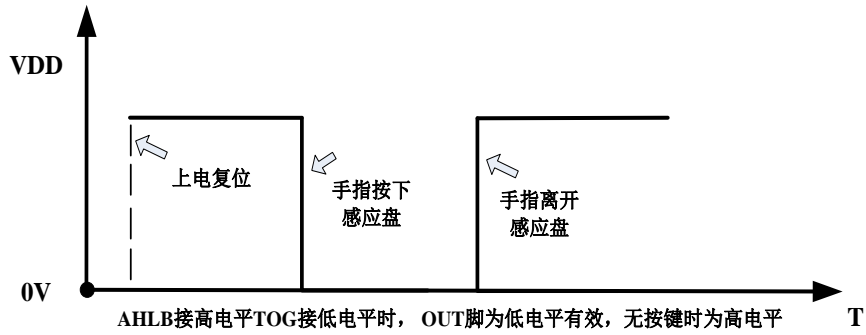 VDD
上电复位
手指按下
感应盘
手指离开
感应盘
0V
AHLB接高电平TOG接低电平时， OUT脚为低电平有效，无按键时为高电平
T